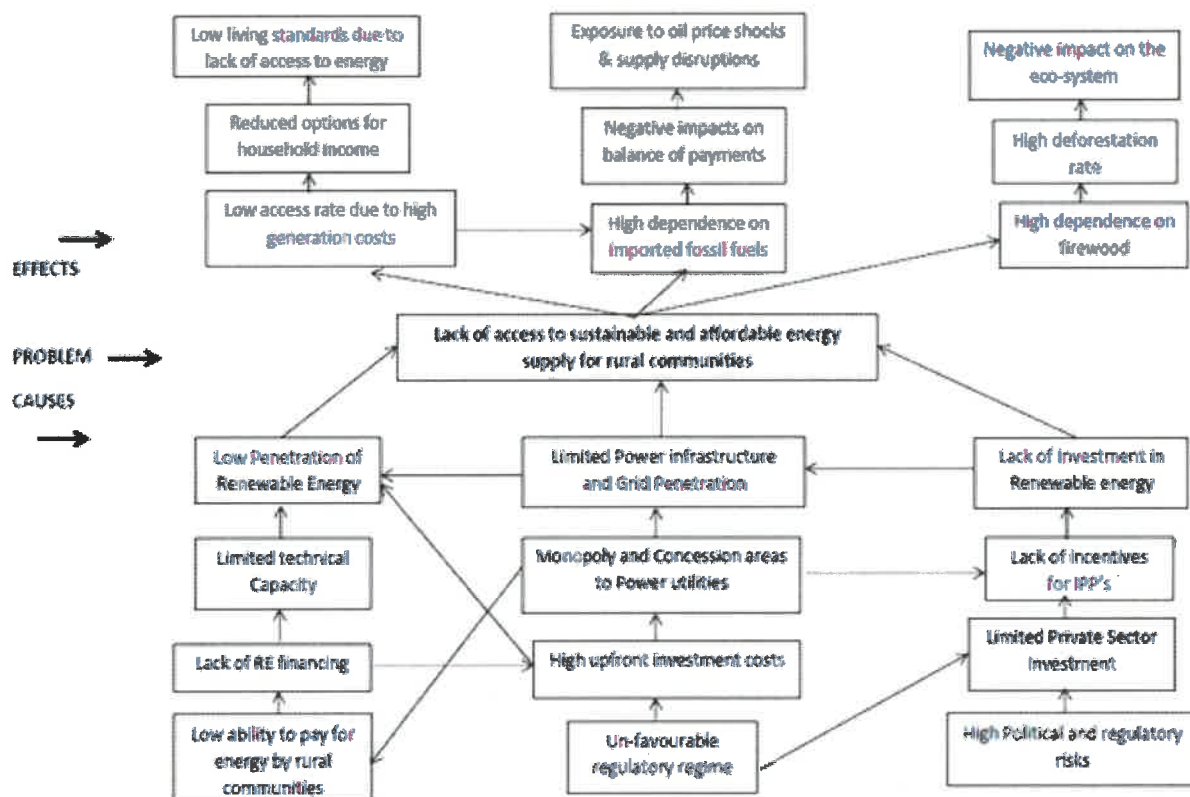 Low living standards due to
lack of access to energy
Exposure to oil price shocks
& supply disruptions
Negative impact on the
eco-system
Reduced options for
household income
Negative impacts on
balance of payments
High deforestation
rate
Low access rate due to high
generation costs
High dependence on
imported fossil fuels
High dependence on
firewood
EFFECTS
Lack of access to sustainable and affordable energy
supply for rural communities
PROBLEM
CAUSES
Low Penetration of
Renewable Energy
Limited Power infrastructure
and Grid Penetration
Lack of Investment in
Renewable energy
Limited technical
Capacity
Monopoly and Concession areas
to Power utilities
Lack of incentives
for IPP's
Lack of RE financing
High upfront investment costs
Limited Private Sector
Investment
Low ability to pay for
energy by rural
communities
Un-favourable
regulatory regime
High Political and regulatory
risks